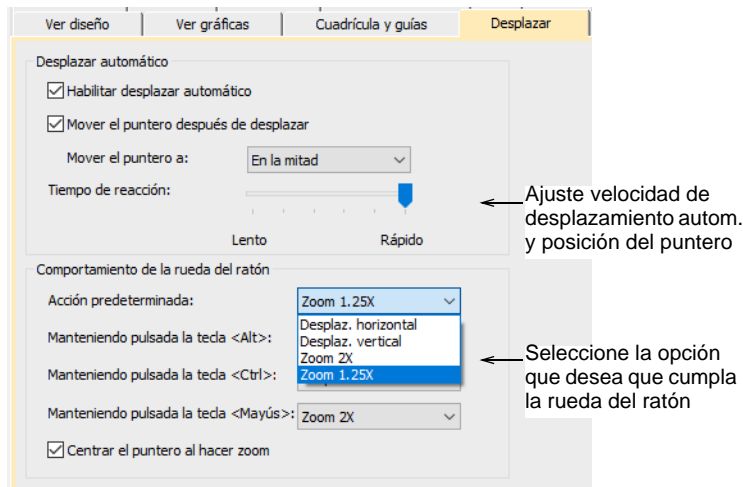 Ver diseño Ver gráficas Cuadrícula y guías Desplazar
Desplazar automático
Habilitar desplazar automático
Mover el puntero después de desplazar
Mover el puntero a: En la mitad
Tiempo de reacción:
Lento Rápido
Ajuste velocidad de
desplazamiento autom.
y posición del puntero
Comportamiento de la rueda del ratón
Acción predeterminada: Zoom 1.25X
Desplaz. horizontal
Manteniendo pulsada la tecla <Alt>: Desplaz. vertical
Zoom 2X
Manteniendo pulsada la tecla <Ctrl>: Zoom 1.25X
Manteniendo pulsada la tecla <Mayús>: Zoom 2X
Centrar el puntero al hacer zoom
Seleccione la opción
que desea que cumpla
la rueda del ratón